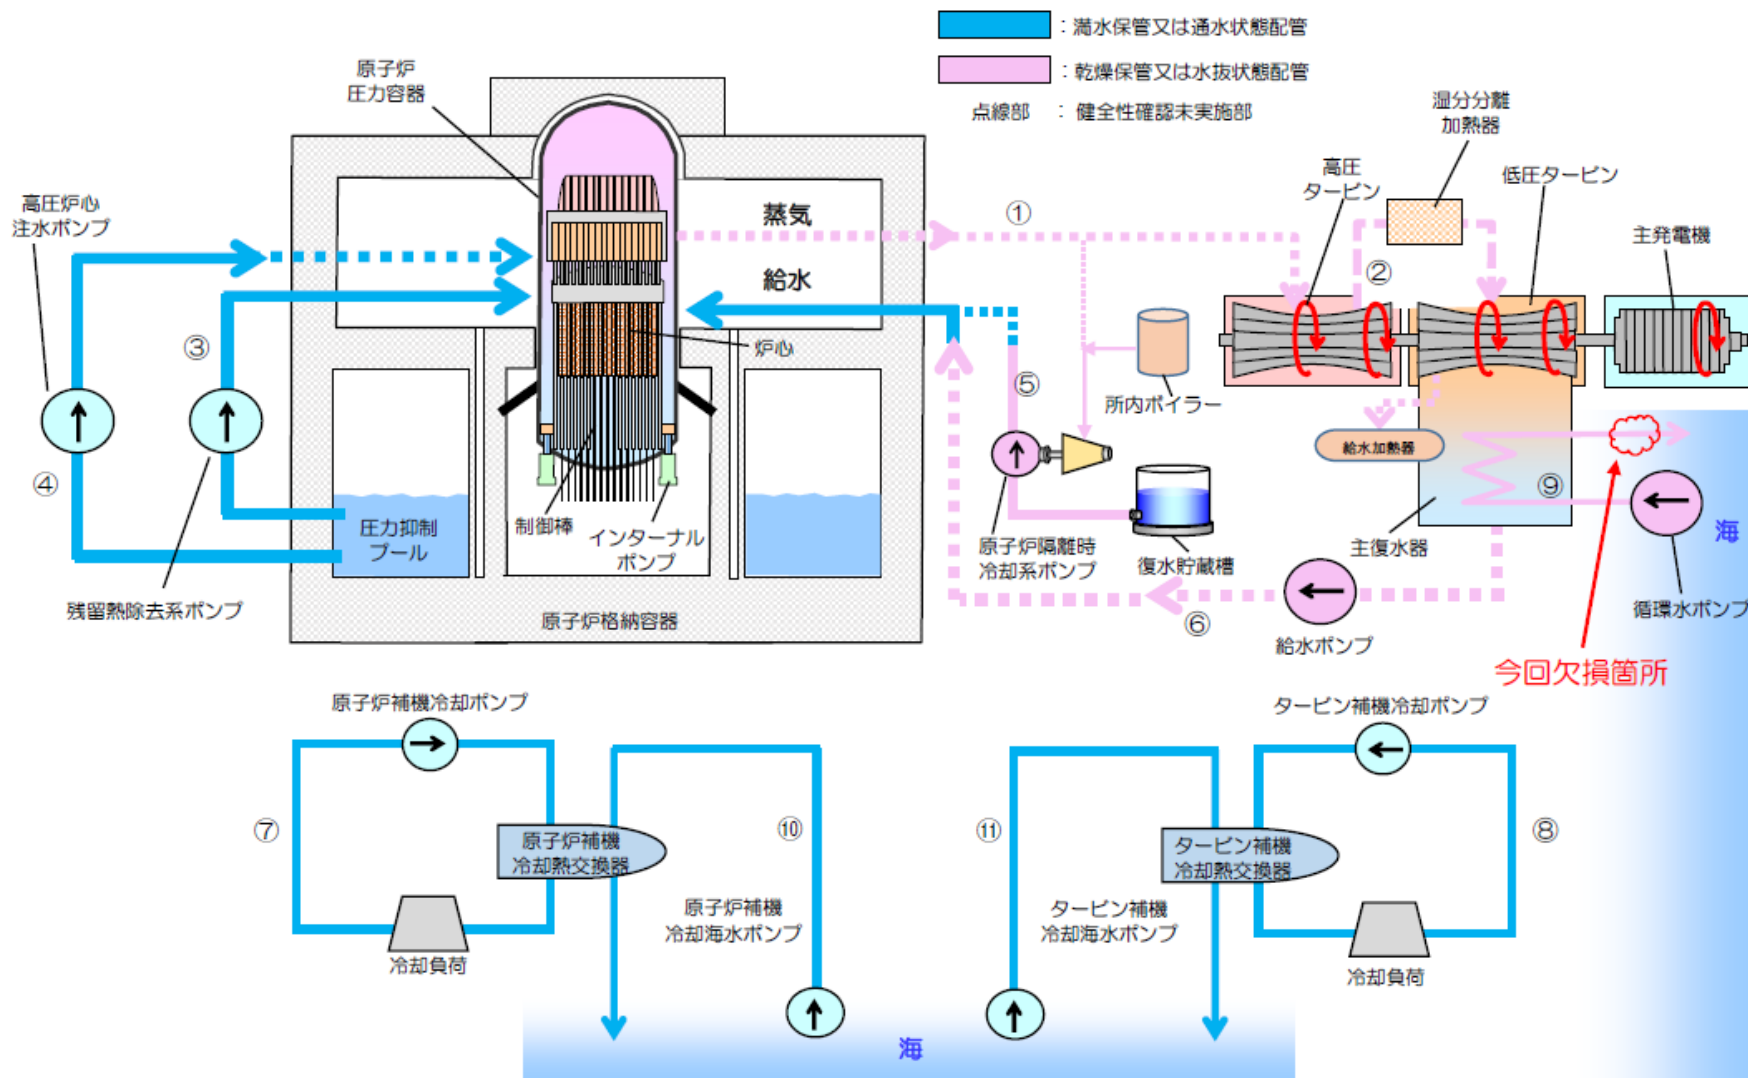 ：満水保管又は通水状態配管
：乾燥保管又は水抜状態配管
点線部　：　健全性確認未実施部
原子炉
圧力容器
高圧炉心
注水ポンプ
蒸気
給水
①
高圧
タービン
湿分分離
加熱器
低圧タービン
主発電機
②
③
④
炉心
⑤
所内ボイラー
給水加熱器
⑨
圧力抑制
プール
制御棒
インターナル
ポンプ
原子炉隔離時
冷却系ポンプ
復水貯蔵槽
主復水器
海
残留熱除去系ポンプ
原子炉格納容器
⑥
給水ポンプ
循環水ポンプ
今回欠損箇所
原子炉補機冷却ポンプ
タービン補機冷却ポンプ
⑦
原子炉補機
冷却熱交換器
⑩
⑪
タービン補機
冷却熱交換器
⑧
原子炉補機
冷却海水ポンプ
タービン補機
冷却海水ポンプ
冷却負荷
冷却負荷
海